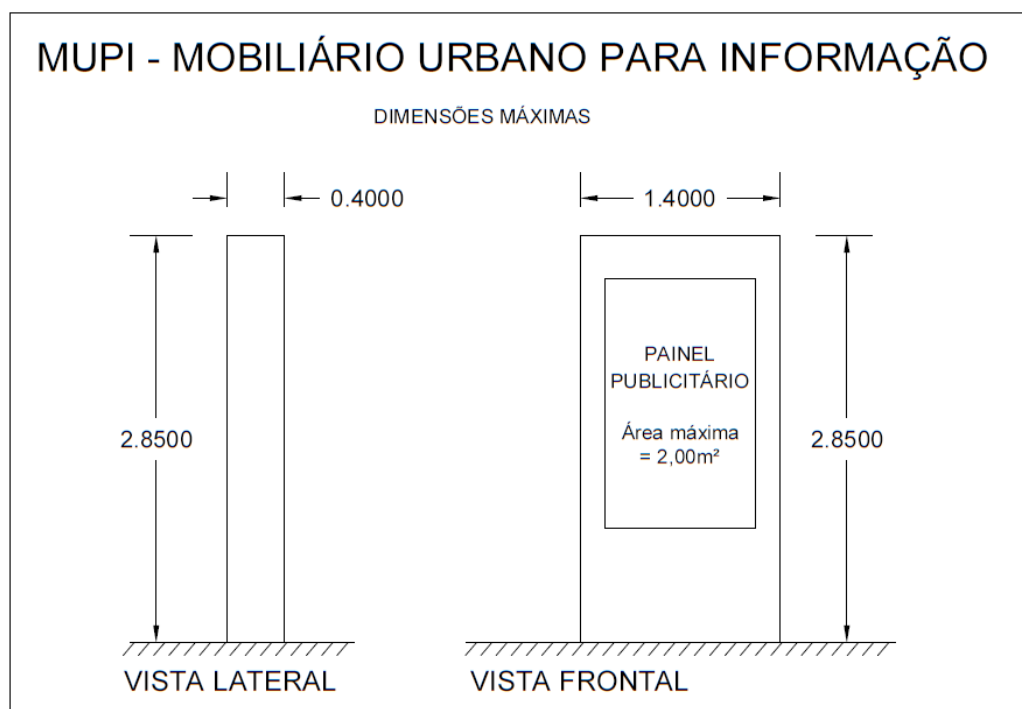 MUPI - MOBILIÁRIO URBANO PARA INFORMAÇÃO
DIMENSÕES MÁXIMAS
0.4000
1.4000
PAINEL
PUBLICITÁRIO
Área máxima
= 2,00m²
2.8500
2.8500
VISTA LATERAL
VISTA FRONTAL